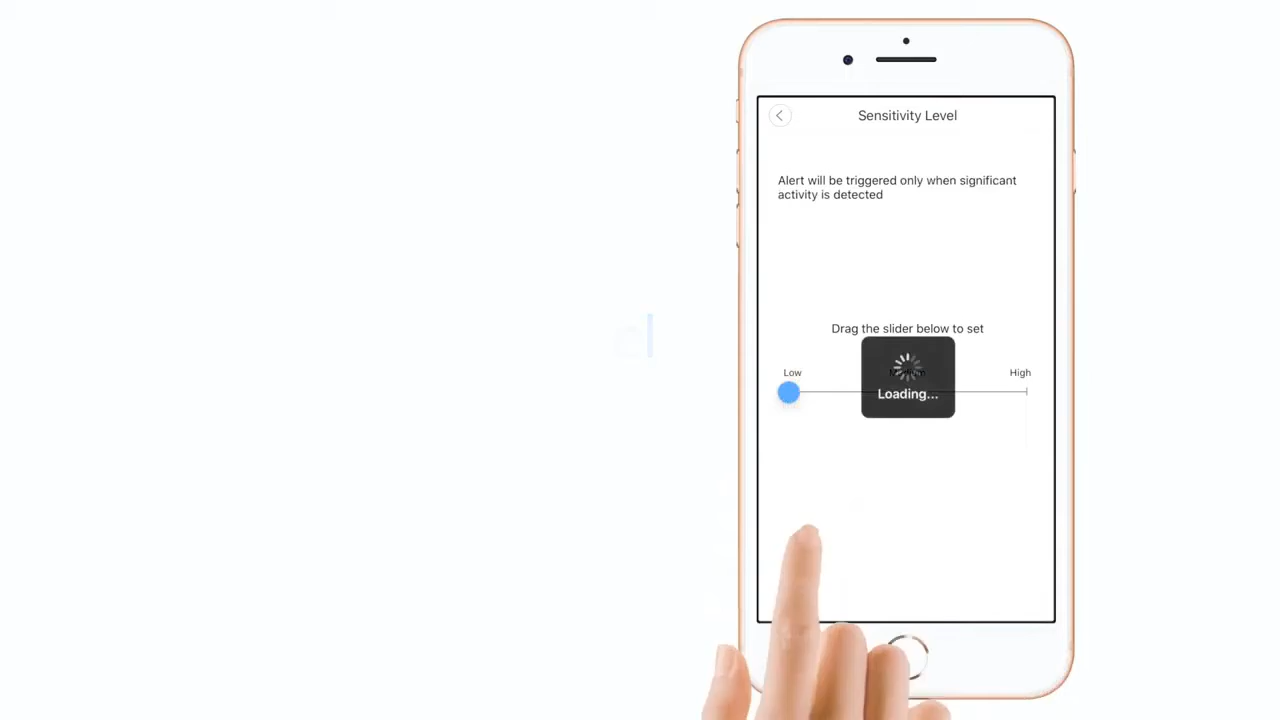 Sensitivity Level
Alert will be triggered only when significant
activity is detected
Drag the slider below to set
Low
High
Loading...